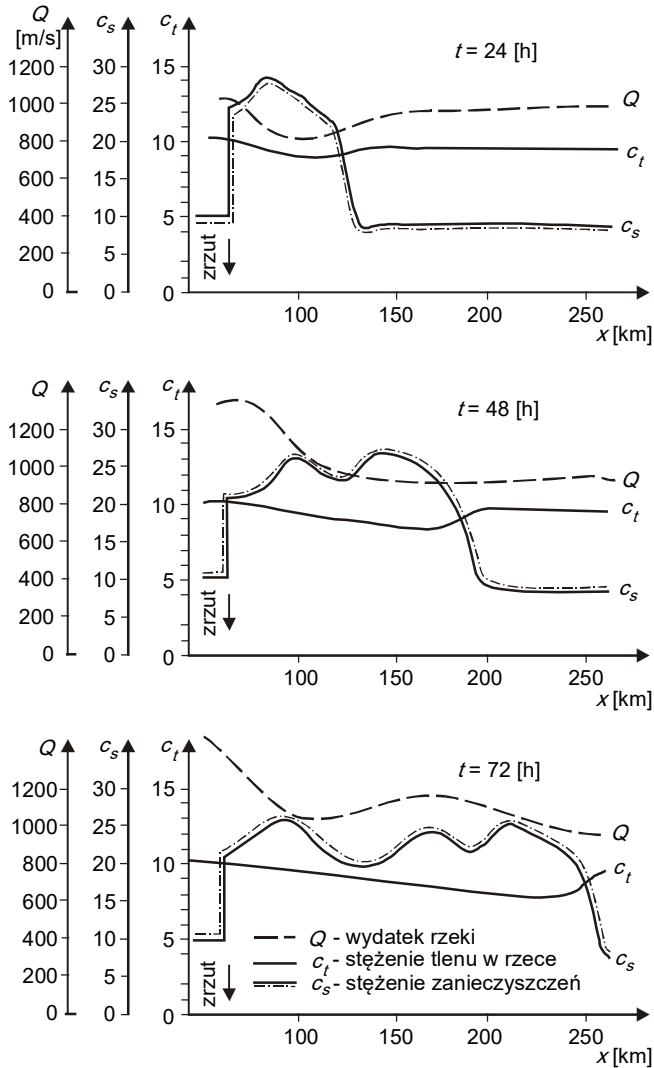 Q [m/s] c_s c_t
t = 24 [h]
1200 30 15
1000 25
800 20 10
600 15
400 10 5
200 5
0 0 0
Q
c_t
c_s
zrzut
100 150 200 250
x [km]
Q c_s c_t
t = 48 [h]
1200 30 15
1000 25
800 20 10
600 15
400 10 5
200 5
0 0 0
Q
c_t
c_s
zrzut
100 150 200 250
x [km]
Q c_s c_t
t = 72 [h]
1200 30 15
1000 25
800 20 10
600 15
400 10 5
200 5
0 0 0
Q
c_t
c_s
zrzut
Q - wydatek rzeki
c_t - stężenie tlenu w rzece
c_s - stężenie zanieczyszczeń
100 150 200 250
x [km]